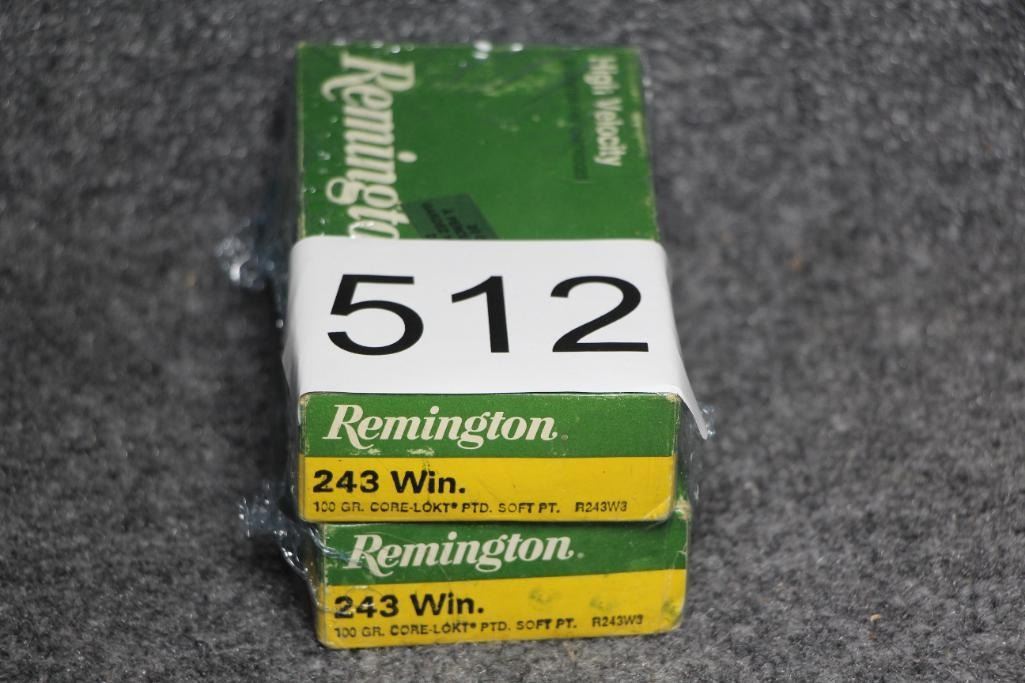 High Velocity
Remingto
512
Remington.
243 Win.
100 GR. CORE-LOKT® PTD. SOFT PT. R243W3
Remington.
243 Win.
100 GR. CORE-LOKT® PTD. SOFT PT. R243W3